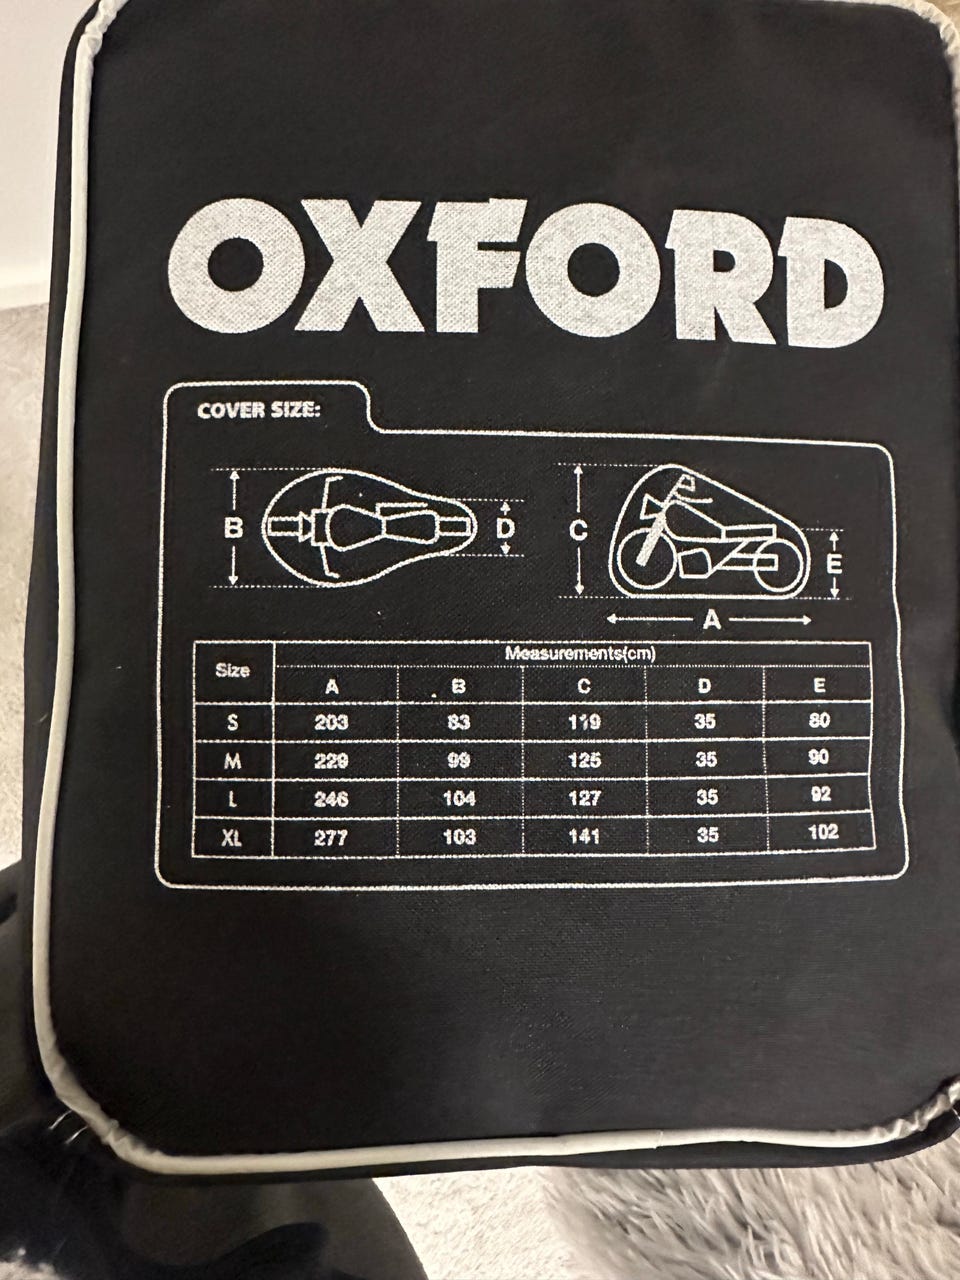 OXFORD
COVER SIZE:
B D C E
A
Measurements(cm)
Size A B C D E
S 203 83 119 35 80
M 229 99 125 35 90
L 246 104 127 35 92
XL 277 103 141 35 102